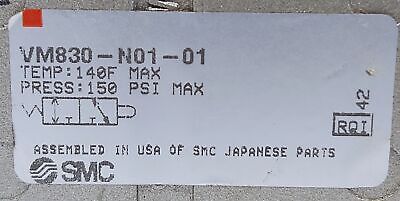 VM830-N01-01
TEMP:140F MAX
PRESS:150 PSI MAX
42
RQI
ASSEMBLED IN USA OF SMC JAPANESE PARTS
SMC